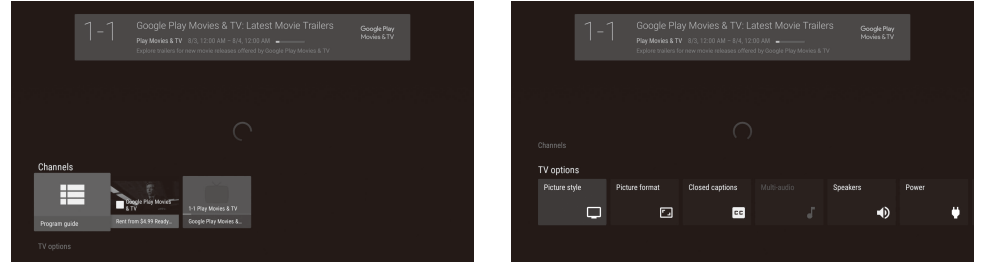 1-1
Google Play Movies & TV: Latest Movie Trailers
Play Movies & TV 8/3, 12:00 AM – 8/4, 12:00 AM
Explore trailers for new movie releases offered by Google Play Movies & TV
Google Play
Movies & TV
Channels
Program guide
Google Play Movies
& TV
Rent from $4.99 Ready...
1-1 Play Movies & TV
Google Play Movies &...
TV options
1-1
Google Play Movies & TV: Latest Movie Trailers
Play Movies & TV 8/3, 12:00 AM – 8/4, 12:00 AM
Explore trailers for new movie releases offered by Google Play Movies & TV
Google Play
Movies & TV
Channels
TV options
Picture style
Picture format
Closed captions
CC
Multi-audio
Speakers
Power